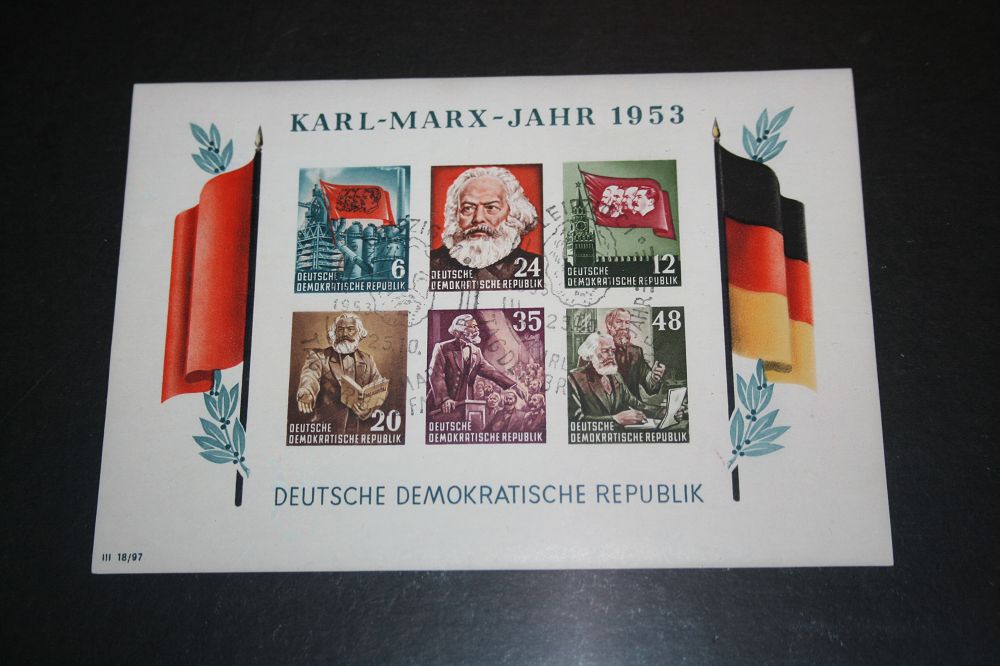 KARL-MARX-JAHR 1953
6
DEUTSCHE
DEMOKRATISCHE REPUBLIK
24
DEUTSCHE
DEMOKRATISCHE REPUBLIK
12
DEUTSCHE
DEMOKRATISCHE REPUBLIK
1953
20
DEUTSCHE
DEMOKRATISCHE REPUBLIK
35
DEUTSCHE
DEMOKRATISCHE REPUBLIK
48
DEUTSCHE
DEMOKRATISCHE REPUBLIK
DEUTSCHE DEMOKRATISCHE REPUBLIK
III 18/97